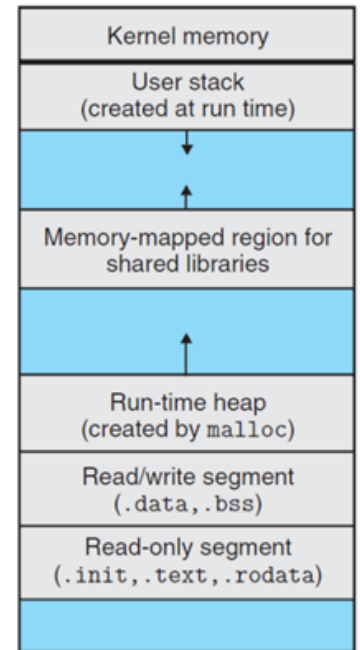 Kernel memory
User stack
(created at run time)
Memory-mapped region for
shared libraries
Run-time heap
(created by malloc)
Read/write segment
(.data,.bss)
Read-only segment
(.init,.text,.rodata)